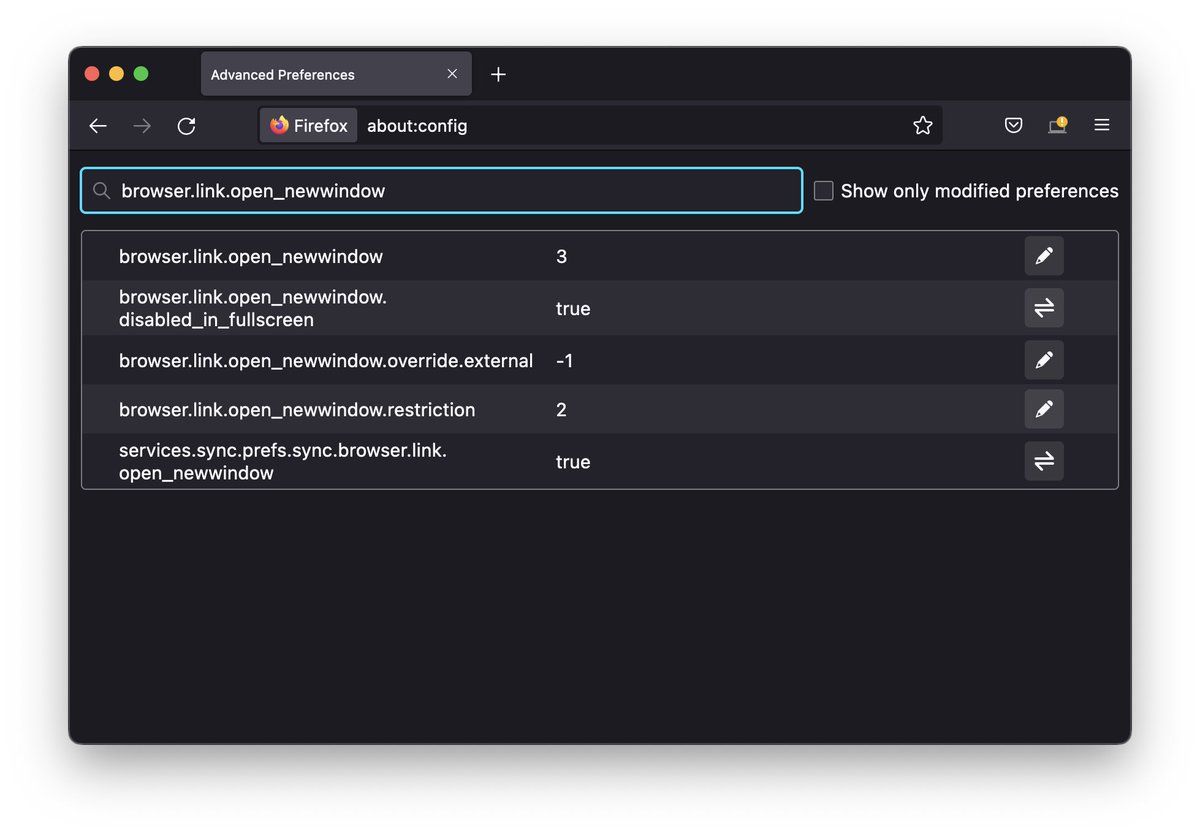 Advanced Preferences
Firefox about:config
browser.link.open_newwindow
Show only modified preferences
browser.link.open_newwindow 3
browser.link.open_newwindow.
disabled_in_fullscreen
true
browser.link.open_newwindow.override.external -1
browser.link.open_newwindow.restriction 2
services.sync.prefs.sync.browser.link.
open_newwindow
true